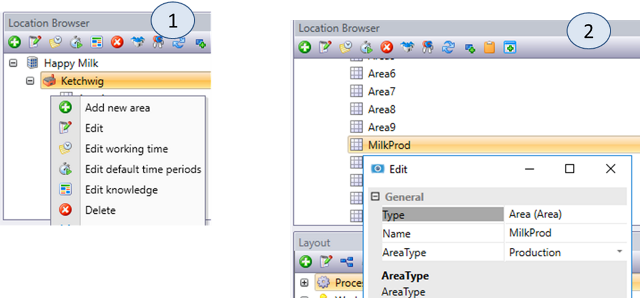 Location Browser
1
Happy Milk
Ketchwig
Add new area
Edit
Edit working time
Edit default time periods
Edit knowledge
Delete
Location Browser
2
Area6
Area7
Area8
Area9
MilkProd
Edit
General
Type Area (Area)
Name MilkProd
AreaType Production
AreaType
AreaType
Layout